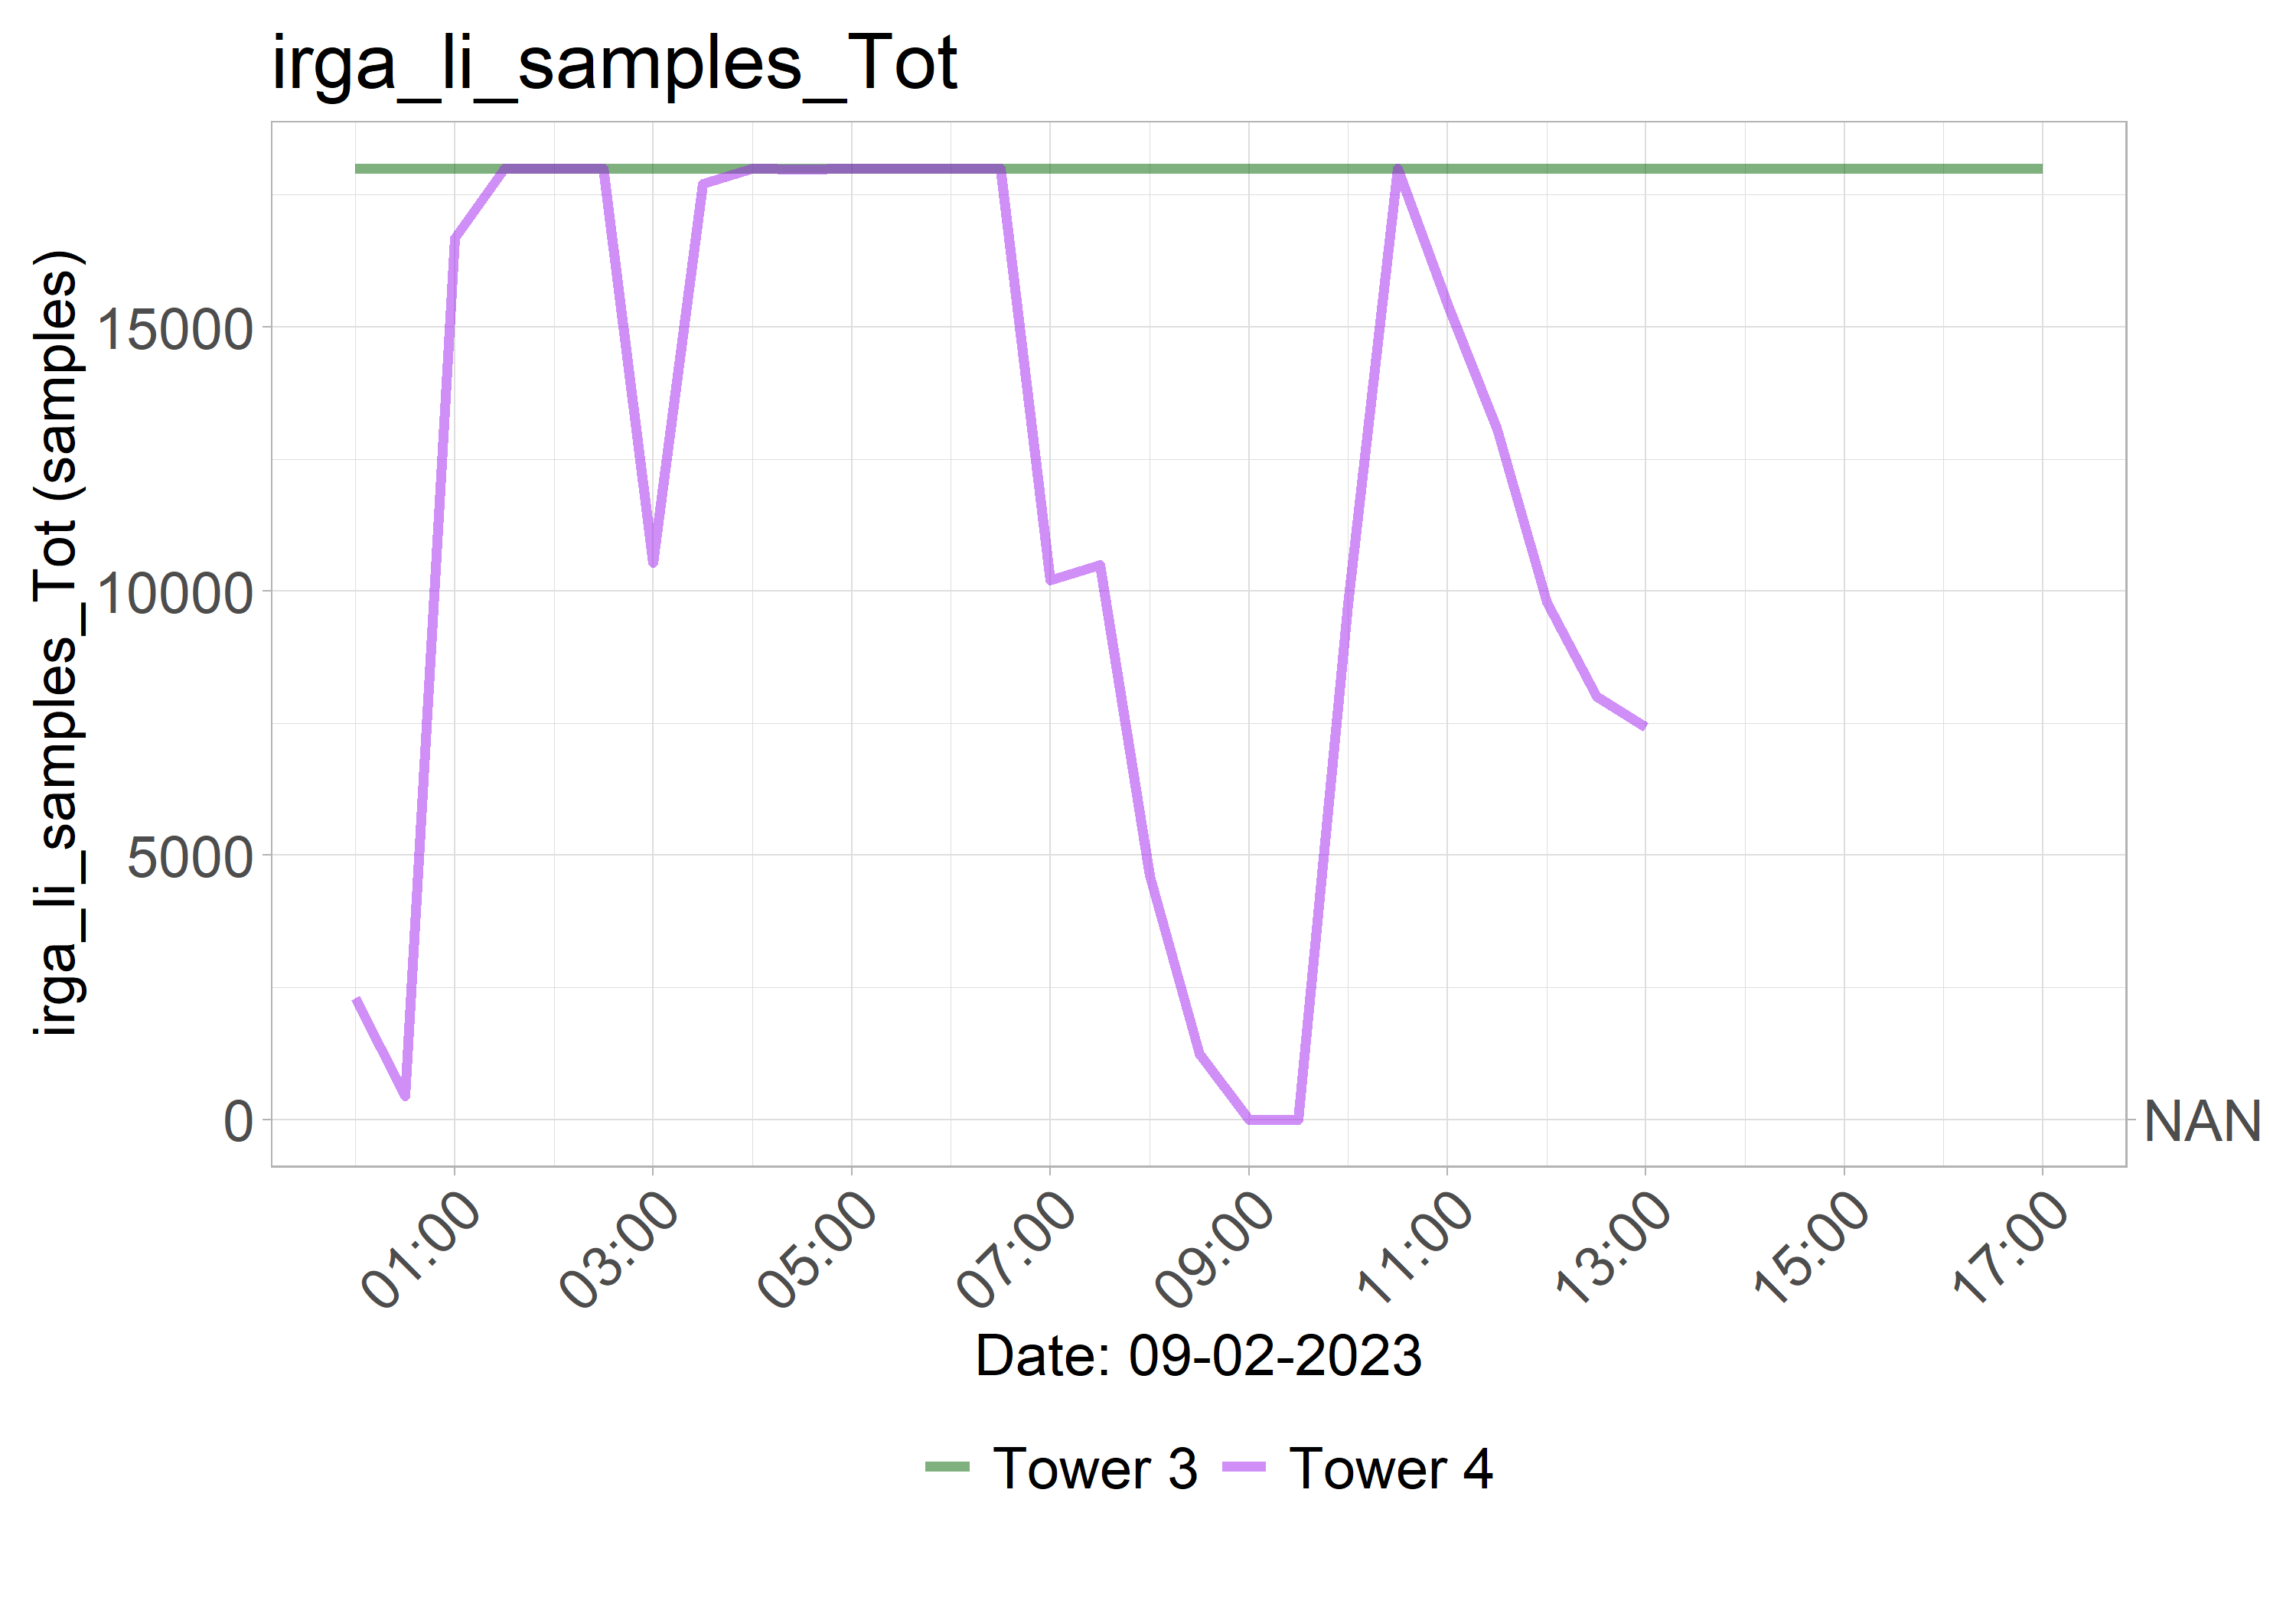 irga_li_samples_Tot
irga_li_samples_Tot (samples)
15000
10000
5000
0
NAN
01:00
03:00
05:00
07:00
09:00
11:00
13:00
15:00
17:00
Date: 09-02-2023
Tower 3
Tower 4